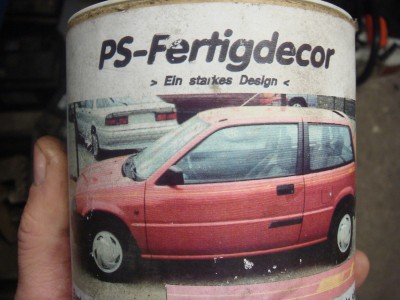 PS-Fertigdecor
> Ein starkes Design <